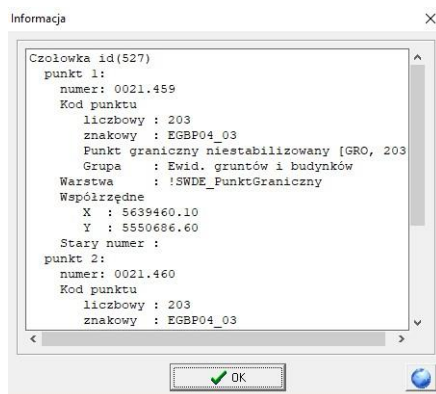 Informacja
Czołowka id(527)
punkt 1:
numer: 0021.459
Kod punktu
liczbowy : 203
znakowy : EGBP04_03
Punkt graniczny niestabilizowany [GRO, 203
Grupa : Ewid. gruntów i budynków
Warstwa : !SWDE_PunktGraniczny
Współrzędne
X : 5639460.10
Y : 5550686.60
Stary numer :
punkt 2:
numer: 0021.460
Kod punktu
liczbowy : 203
znakowy : EGBP04_03
OK